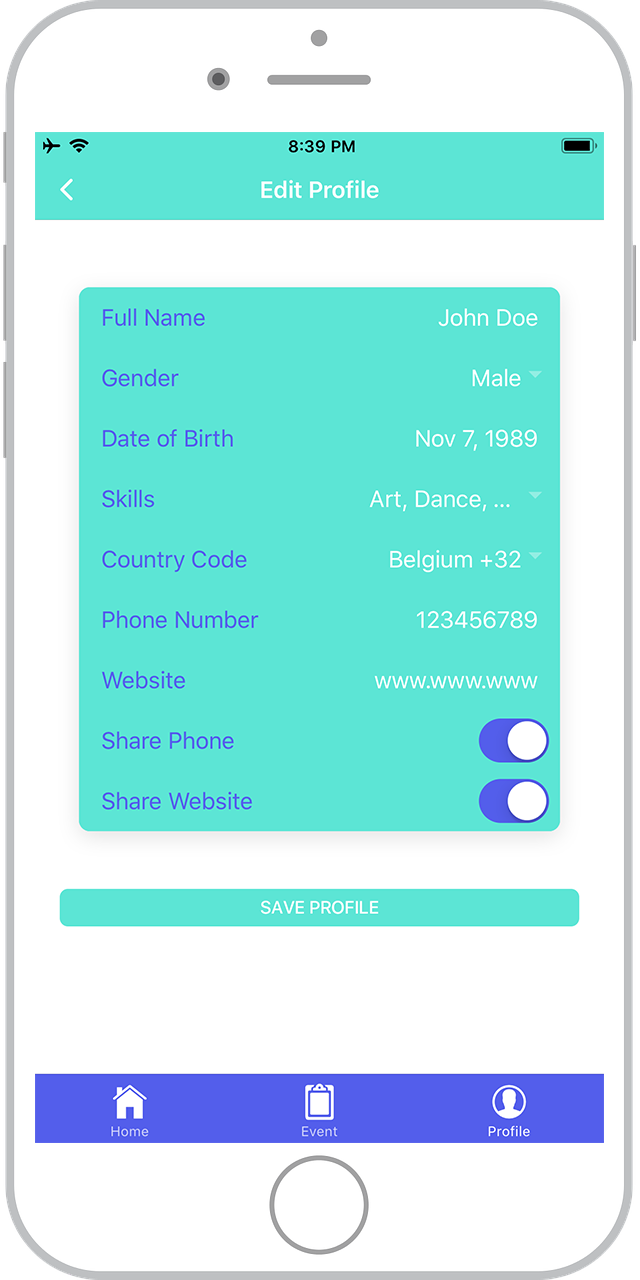 8:39 PM
Edit Profile
Full Name John Doe
Gender Male
Date of Birth Nov 7, 1989
Skills Art, Dance, ...
Country Code Belgium +32
Phone Number 123456789
Website www.www.www
Share Phone
Share Website
SAVE PROFILE
Home Event Profile